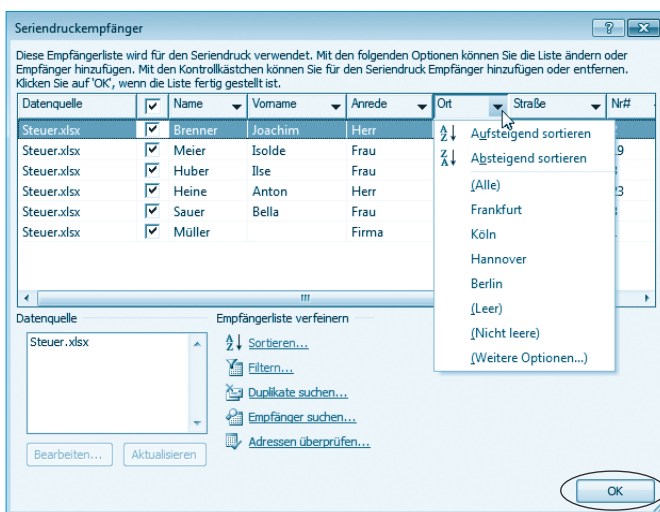 Seriendruckempfänger
Diese Empfängerliste wird für den Seriendruck verwendet. Mit den folgenden Optionen können Sie die Liste ändern oder
Empfänger hinzufügen. Mit den Kontrollkästchen können Sie für den Seriendruck Empfänger hinzufügen oder entfernen.
Klicken Sie auf 'OK', wenn die Liste fertig gestellt ist.
Datenquelle Name Vorname Anrede Ort Straße Nr#
Steuer.xlsx Brenner Joachim Herr
Steuer.xlsx Meier Isolde Frau 9
Steuer.xlsx Huber Ilse Frau
Steuer.xlsx Heine Anton Herr 3
Steuer.xlsx Sauer Bella Frau
Steuer.xlsx Müller Firma
Aufsteigend sortieren
Absteigend sortieren
(Alle)
Frankfurt
Köln
Hannover
Berlin
(Leer)
(Nicht leere)
(Weitere Optionen...)
Datenquelle
Steuer.xlsx
Bearbeiten... Aktualisieren
Empfängerliste verfeinern
Sortieren...
Filtern...
Duplikate suchen...
Empfänger suchen...
Adressen überprüfen...
OK